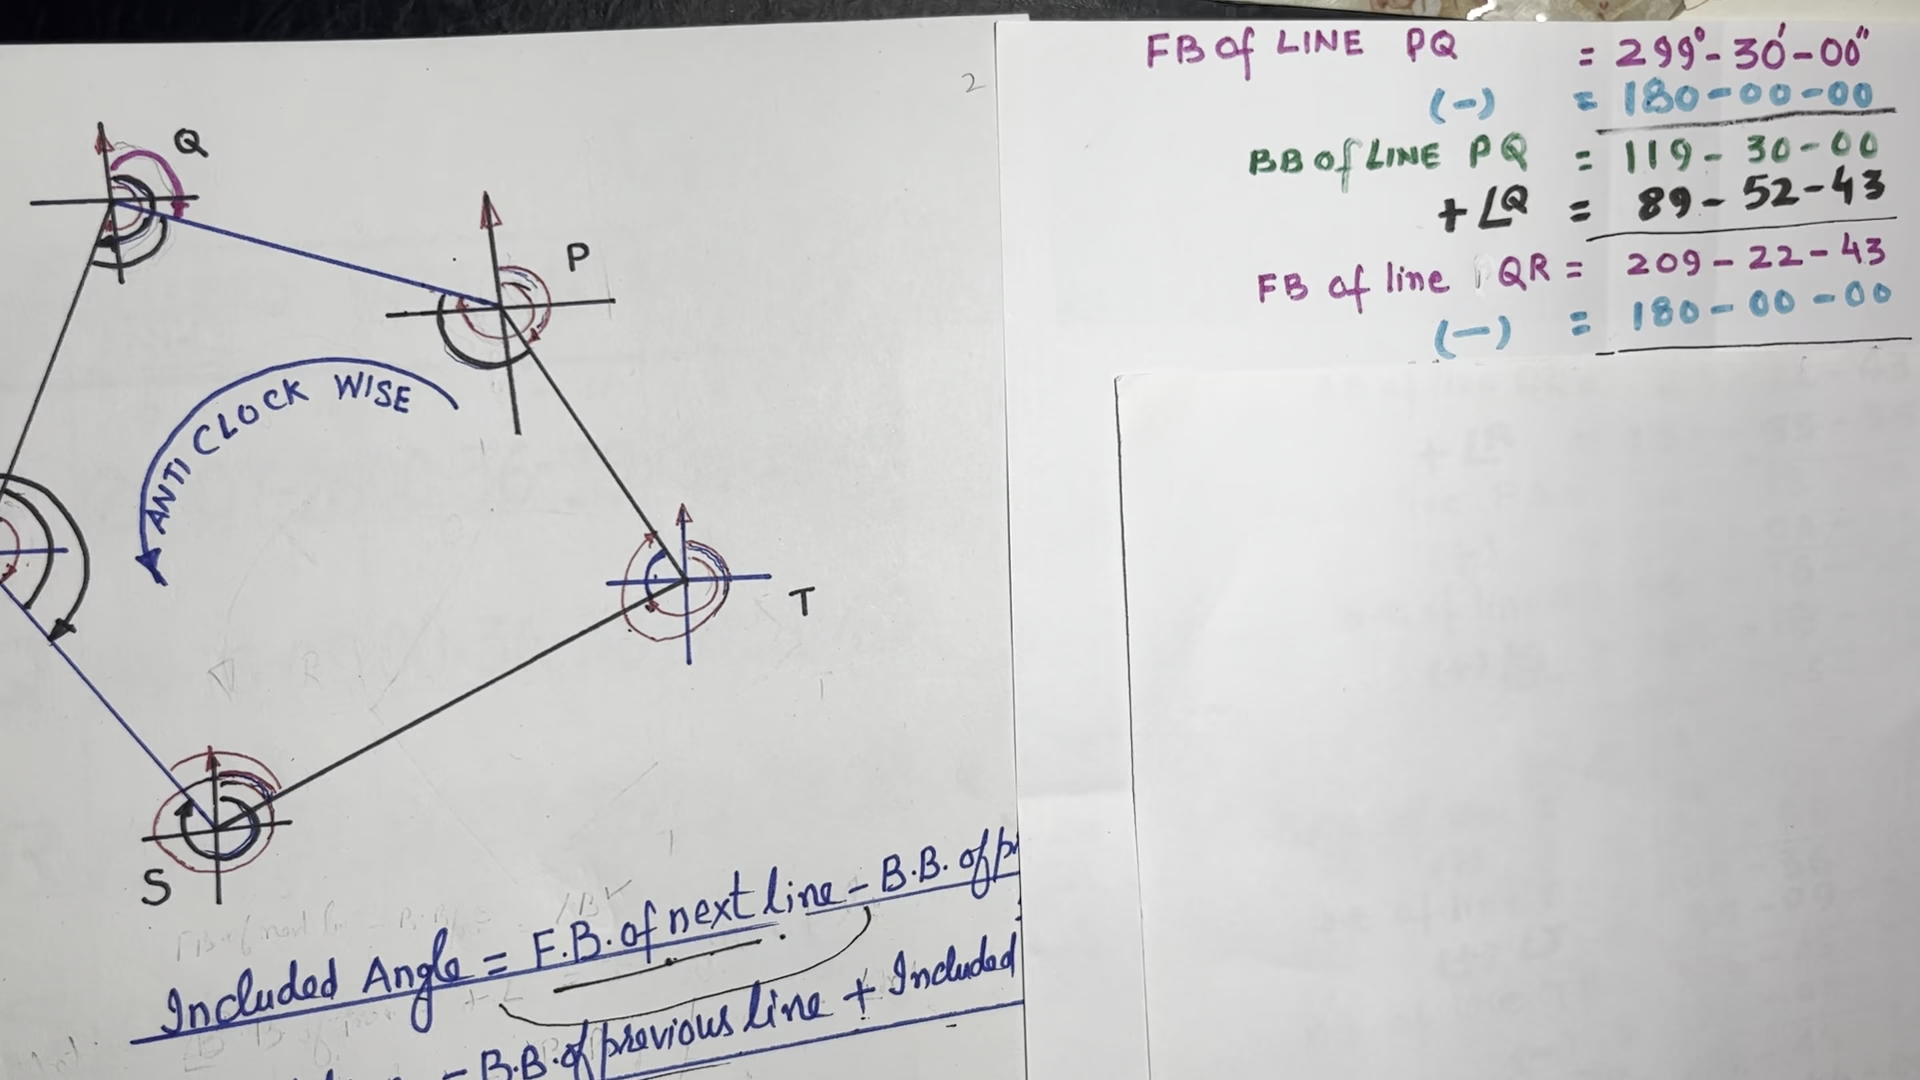 2
Q
P
ANTI CLOCK WISE
T
S
Included Angle = F.B. of next line - B.B. of
- B.B. of previous line + Included
FB of LINE PQ = 299° - 30' - 00"
(-) = 180 - 00 - 00
BB of LINE PQ = 119 - 30 - 00
+ ∠Q = 89 - 52 - 43
FB of line QR = 209 - 22 - 43
(-) = 180 - 00 - 00